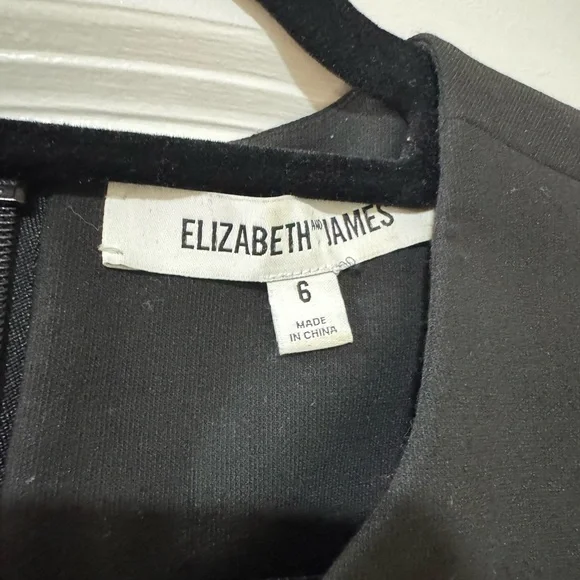 ELIZABETH AND JAMES
6
MADE
IN CHINA